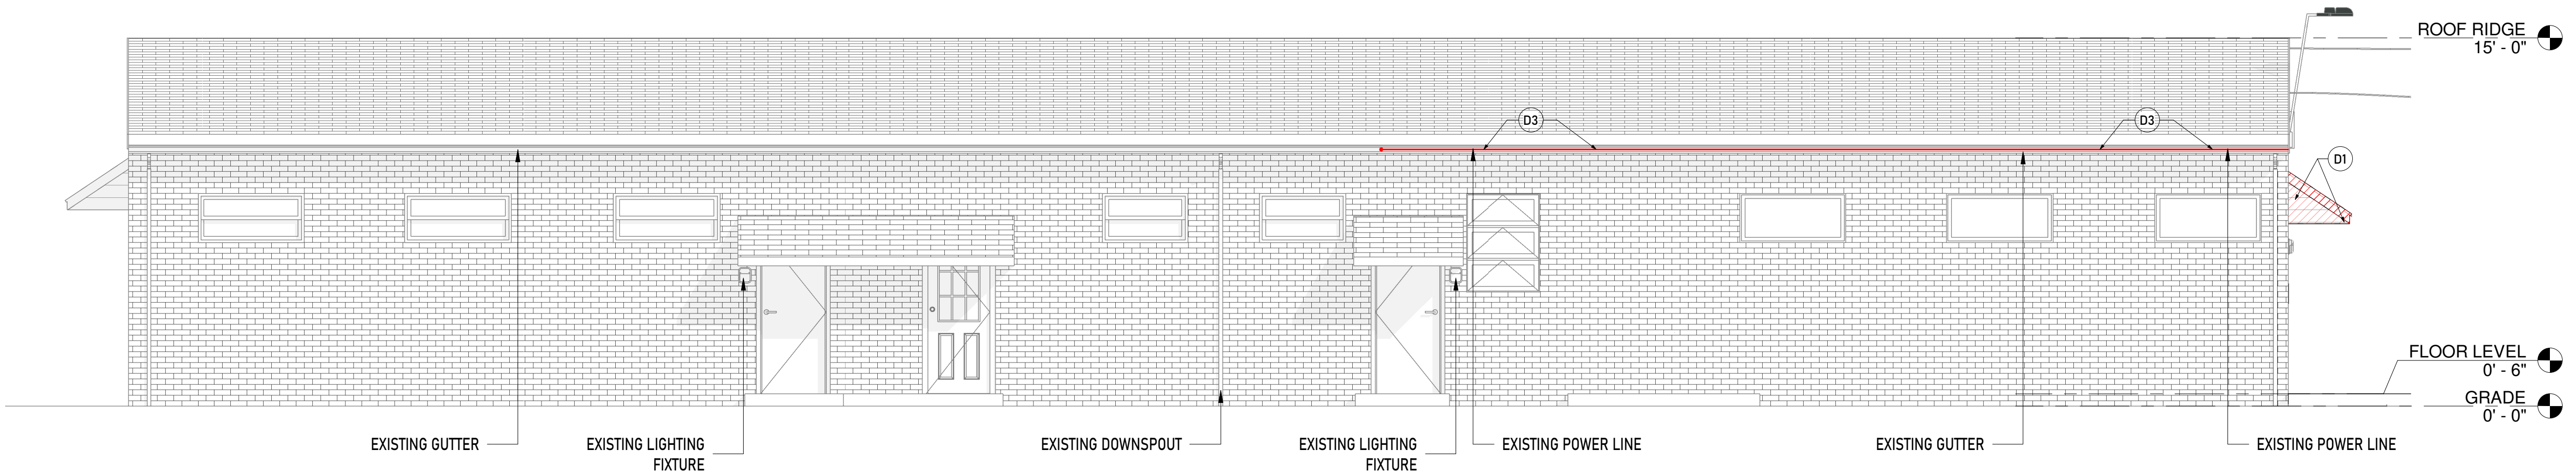 ROOF RIDGE
15' - 0"
D3
D3
D1
FLOOR LEVEL
0' - 6"
GRADE
0' - 0"
EXISTING GUTTER
EXISTING LIGHTING
FIXTURE
EXISTING DOWNSPOUT
EXISTING LIGHTING
FIXTURE
EXISTING POWER LINE
EXISTING GUTTER
EXISTING POWER LINE